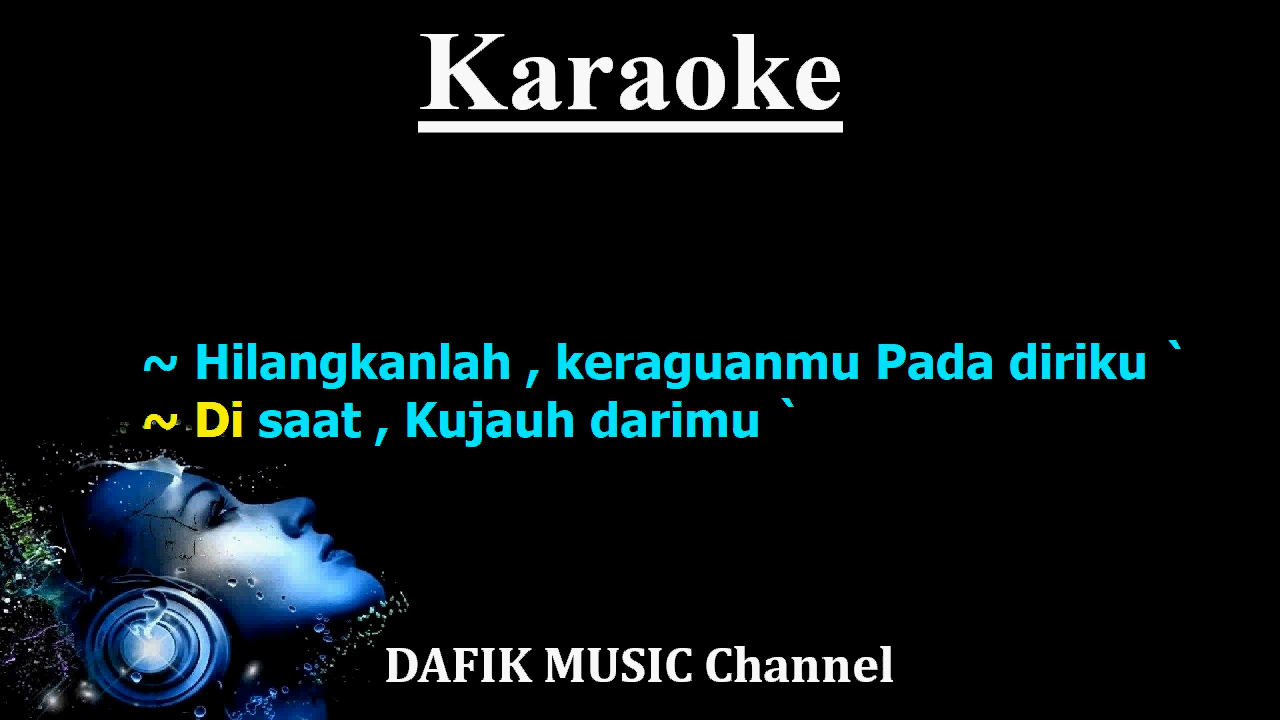 Karaoke
~ Hilangkanlah , keraguanmu Pada diriku `
~ Di saat , Kujauh darimu `
DAFIK MUSIC Channel